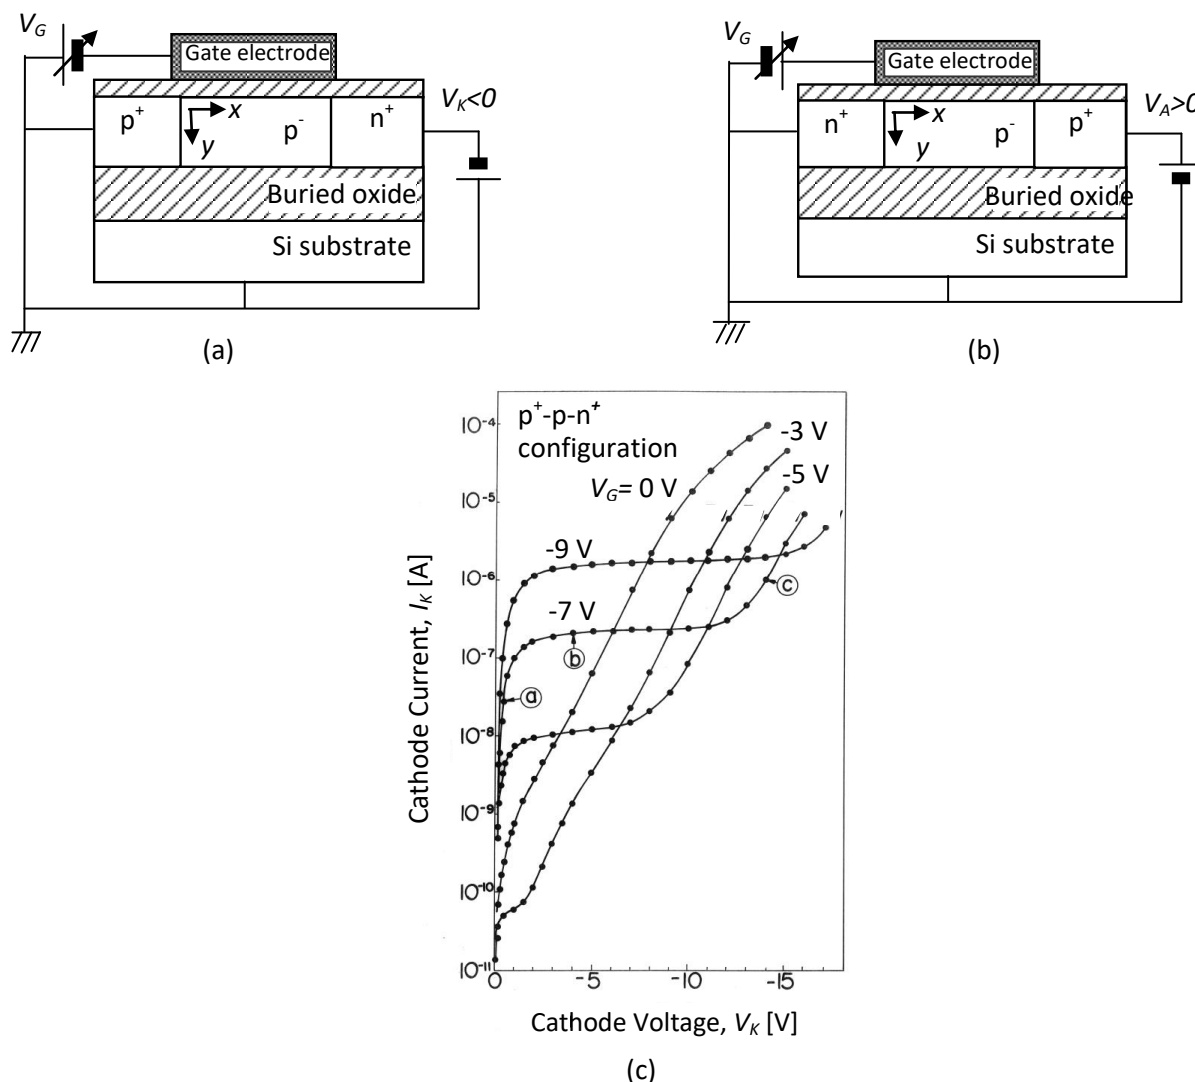 V_G
Gate electrode
V_K<0
p⁺
x
y
p⁻
n⁺
Buried oxide
Si substrate
(a)
V_G
Gate electrode
V_A>0
n⁺
x
y
p⁻
p⁺
Buried oxide
Si substrate
(b)
p⁺-p-n⁺
configuration
V_G= 0 V
-3 V
-5 V
-9 V
-7 V
ⓐ
ⓑ
ⓒ
10⁻⁴
10⁻⁵
10⁻⁶
10⁻⁷
10⁻⁸
10⁻⁹
10⁻¹⁰
10⁻¹¹
Cathode Current, I_K [A]
0
-5
-10
-15
Cathode Voltage, V_K [V]
(c)